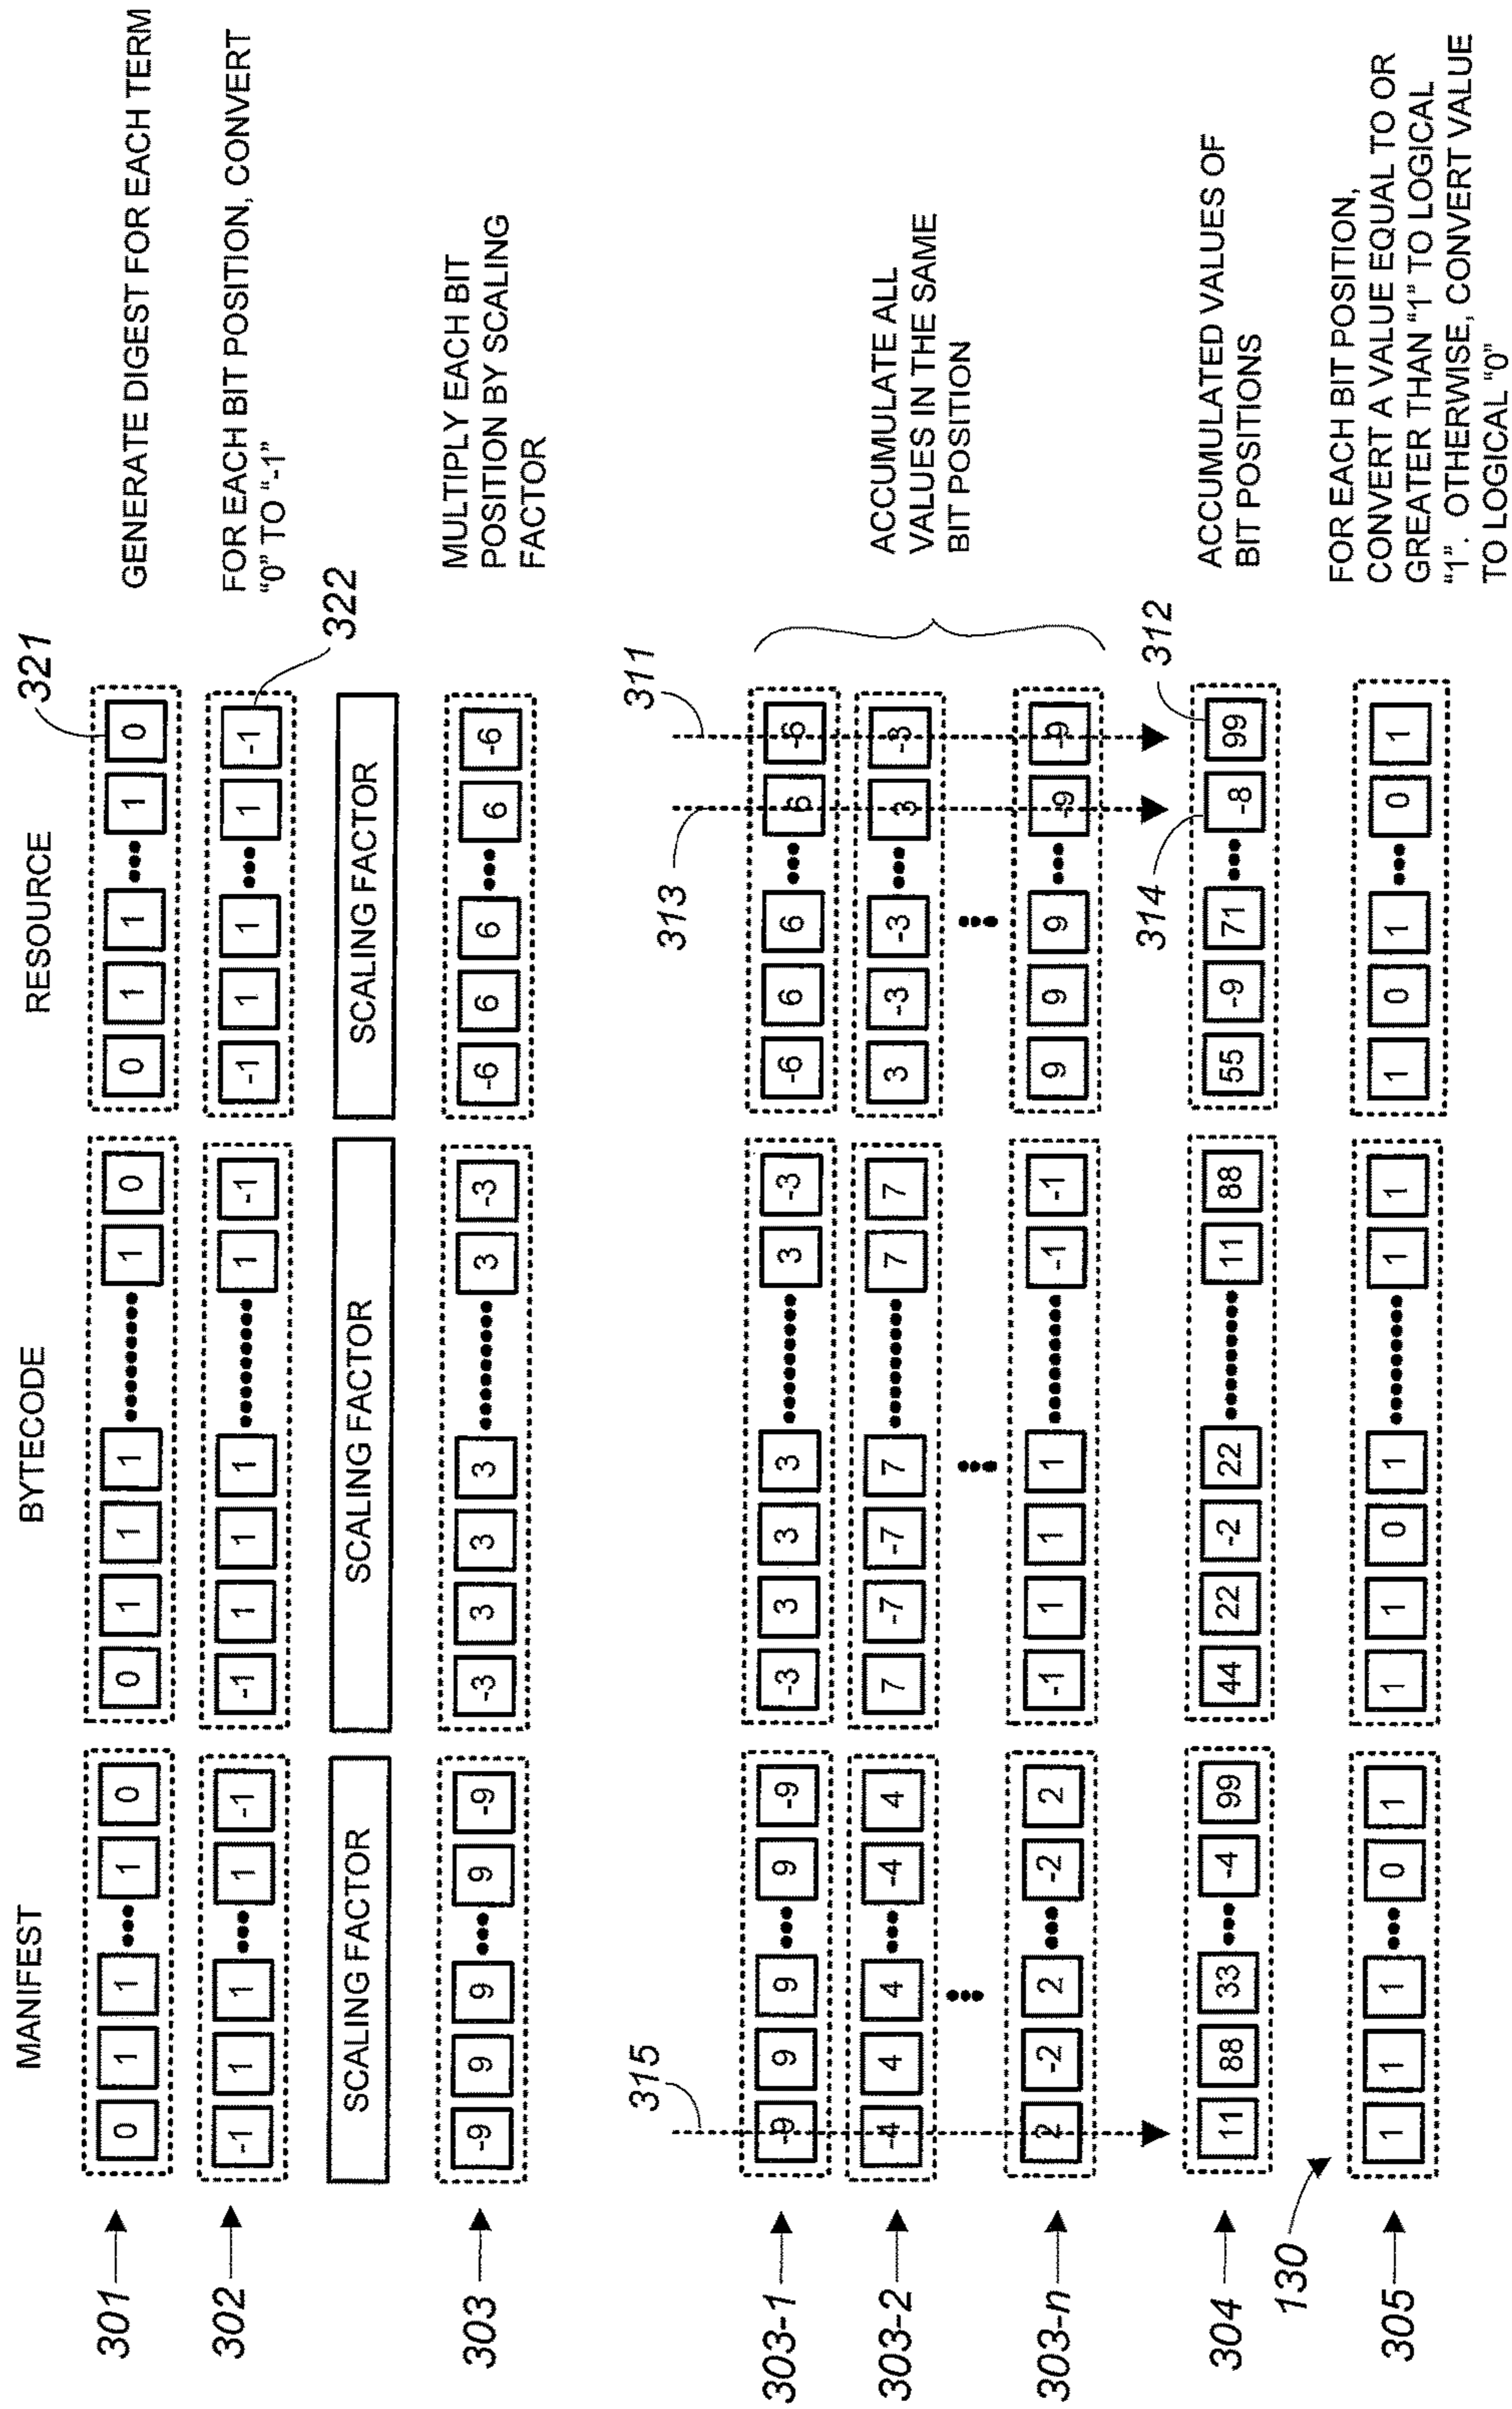 MANIFEST BYTECODE RESOURCE
321
301 0 1 1 1 0 0 1 1 1 1 0 0 1 1 1 0 GENERATE DIGEST FOR EACH TERM
302 -1 1 1 1 -1 -1 1 1 1 1 -1 -1 1 1 1 -1 FOR EACH BIT POSITION, CONVERT
"0" TO "-1"
322
SCALING FACTOR SCALING FACTOR SCALING FACTOR
303 -9 9 9 9 -9 -3 3 3 3 3 -3 -6 6 6 6 -6 MULTIPLY EACH BIT
POSITION BY SCALING
FACTOR
315 313 311
303-1 -9 9 9 9 -9 -3 3 3 3 3 -3 -6 6 6 6 -6
303-2 -4 4 4 -4 4 7 -7 -7 7 7 7 3 -3 -3 3 -3
ACCUMULATE ALL
VALUES IN THE SAME
BIT POSITION
303-n 2 -2 2 -2 2 -1 1 1 1 -1 -1 9 9 9 -9 -9
314 312
304 11 88 33 -4 99 44 22 -2 22 11 88 55 -9 71 -8 99 ACCUMULATED VALUES OF
BIT POSITIONS
130
305 1 1 1 0 1 1 1 0 1 1 1 1 0 1 0 1 FOR EACH BIT POSITION,
CONVERT A VALUE EQUAL TO OR
GREATER THAN "1" TO LOGICAL
"1". OTHERWISE, CONVERT VALUE
TO LOGICAL "0"